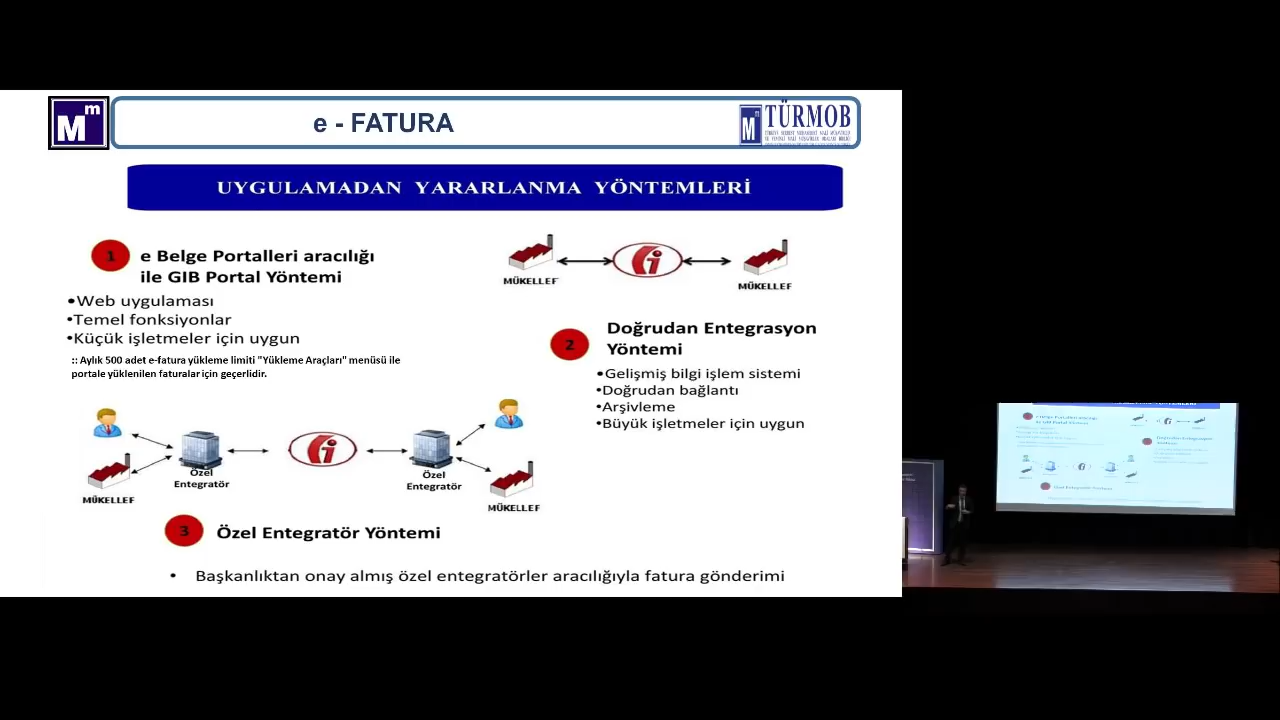 Mm
e - FATURA
Mm TÜRMOB
UYGULAMADAN YARARLANMA YÖNTEMLERİ
1
e Belge Portalleri aracılığı
ile GIB Portal Yöntemi
•Web uygulaması
•Temel fonksiyonlar
•Küçük işletmeler için uygun
:: Aylık 500 adet e-fatura yükleme limiti "Yükleme Araçları" menüsü ile
portale yüklenilen faturalar için geçerlidir.
MÜKELLEF
MÜKELLEF
2
Doğrudan Entegrasyon
Yöntemi
•Gelişmiş bilgi işlem sistemi
•Doğrudan bağlantı
•Arşivleme
•Büyük işletmeler için uygun
Özel
Entegratör
Özel
Entegratör
MÜKELLEF
MÜKELLEF
3
Özel Entegratör Yöntemi
• Başkanlıktan onay almış özel entegratörler aracılığıyla fatura gönderimi